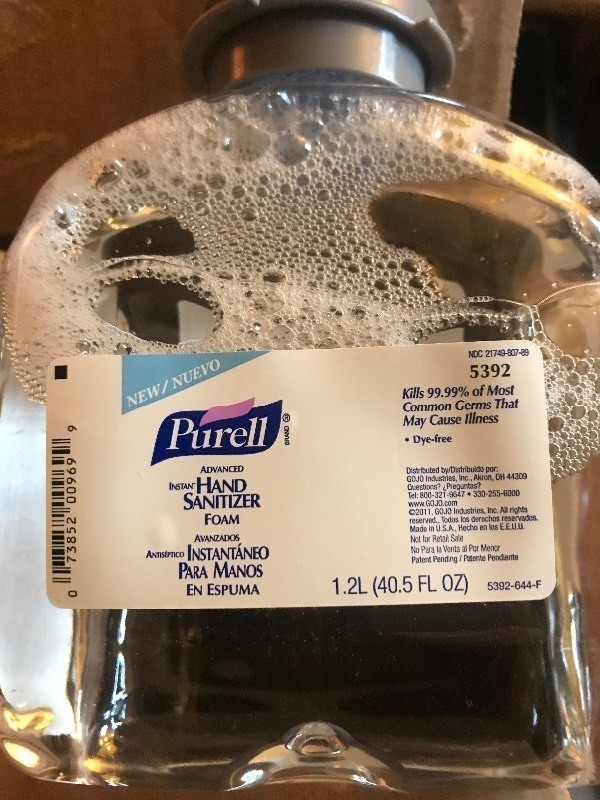 NEW / NUEVO
Purell ®
BRAND
ADVANCED
INSTANT HAND
SANITIZER
FOAM
AVANZADOS
ANTISÉPTICO INSTANTÁNEO
PARA MANOS
EN ESPUMA
0 73852 00969 9
NDC 21749-807-89
5392
Kills 99.99% of Most
Common Germs That
May Cause Illness
• Dye-free
Distributed by/Distribuido por:
GOJO Industries, Inc., Akron, OH 44309
Questions? ¿Preguntas?
Tel: 800-321-9647 • 330-255-6000
www.GOJO.com
©2011. GOJO Industries, Inc. All rights
reserved., Todos los derechos reservados.
Made in U.S.A., Hecho en los E.E.U.U.
Not for Retail Sale
No Para la Venta al Por Menor
Patent Pending / Patente Pendiente
1.2L (40.5 FL OZ)
5392-644-F